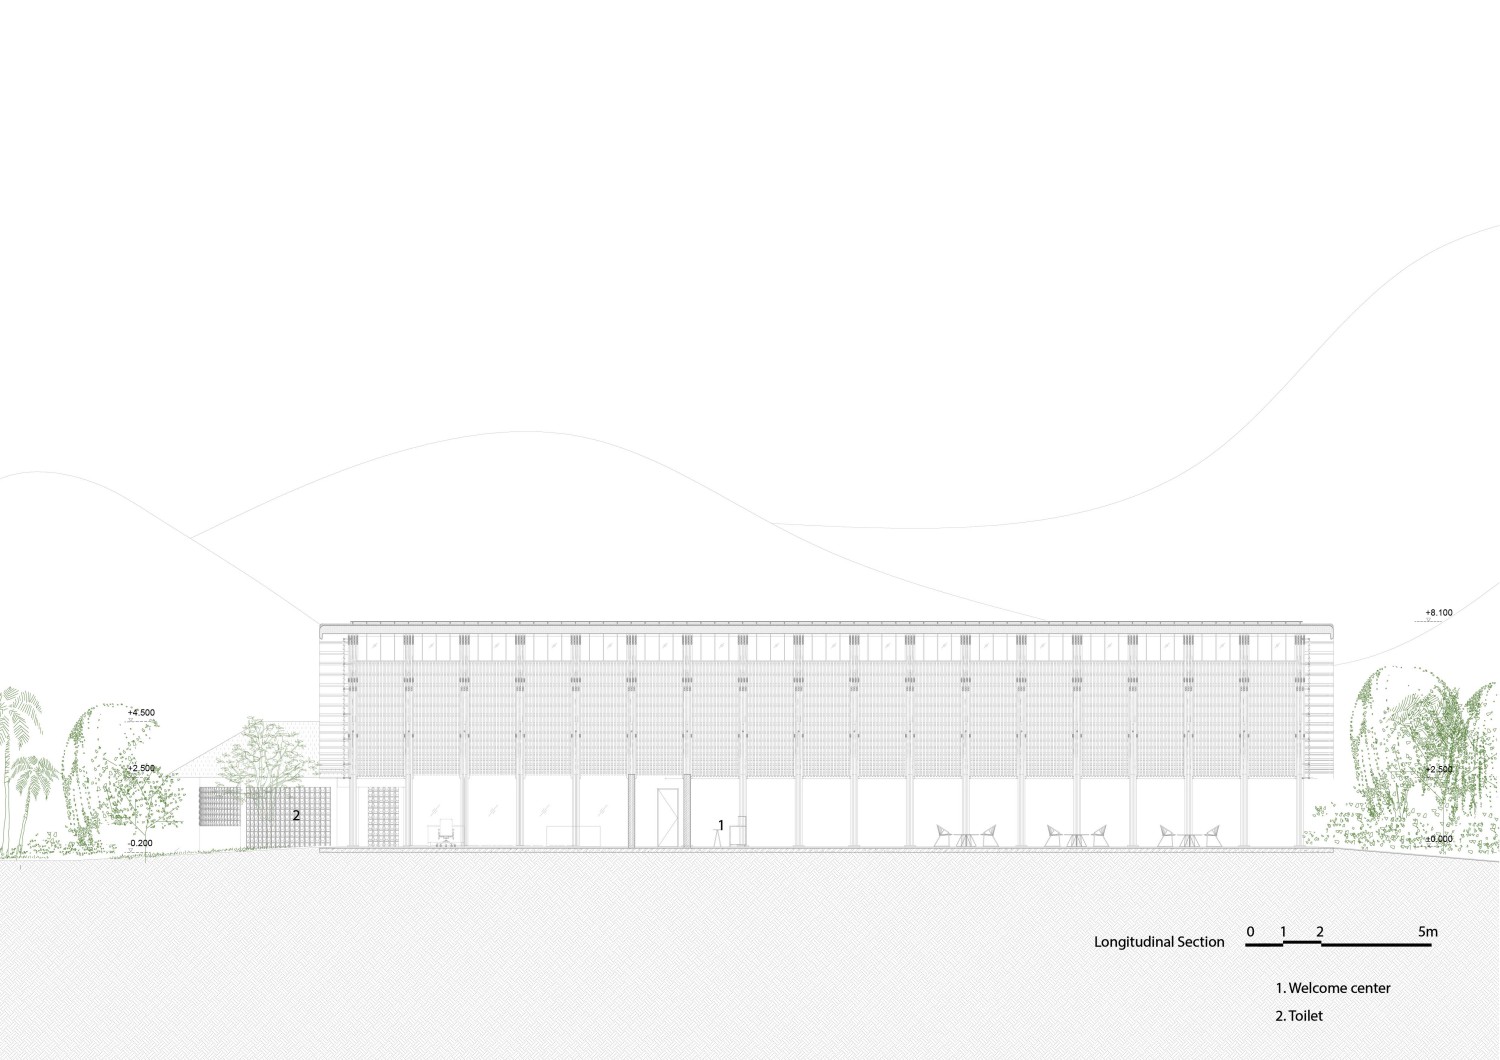 +8.100
+4.500
+2.500
+2.500
2
1
-0.200
±0.000
Longitudinal Section
0 1 2 5m
1. Welcome center
2. Toilet